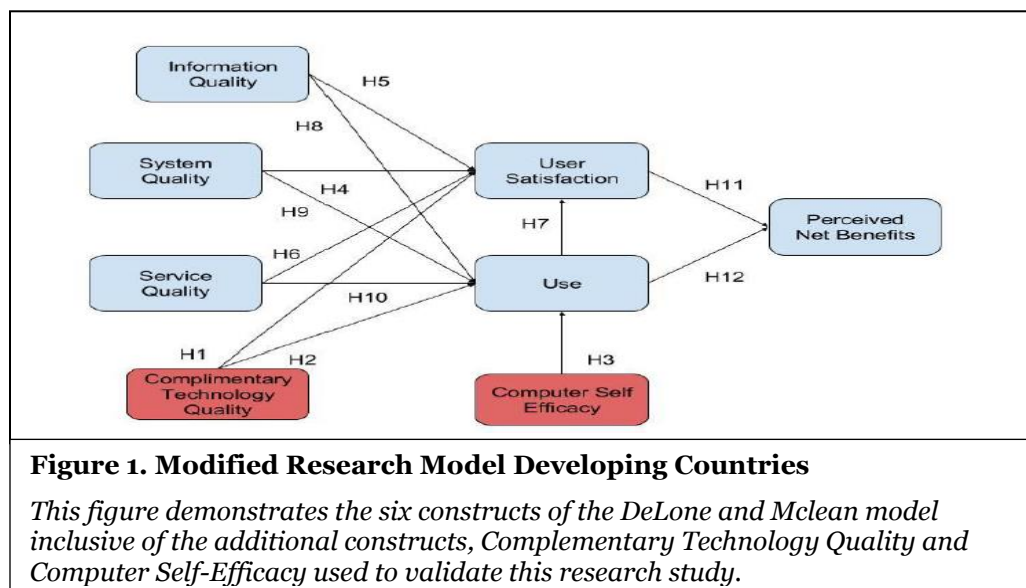 Information
Quality
H5
H8
System
Quality
User
Satisfaction
H4
H11
H9
H7
Perceived
Net Benefits
H6
Service
Quality
Use
H10
H12
H1
H2
H3
Complimentary
Technology
Quality
Computer Self
Efficacy
Figure 1. Modified Research Model Developing Countries
This figure demonstrates the six constructs of the DeLone and Mclean model
inclusive of the additional constructs, Complementary Technology Quality and
Computer Self-Efficacy used to validate this research study.